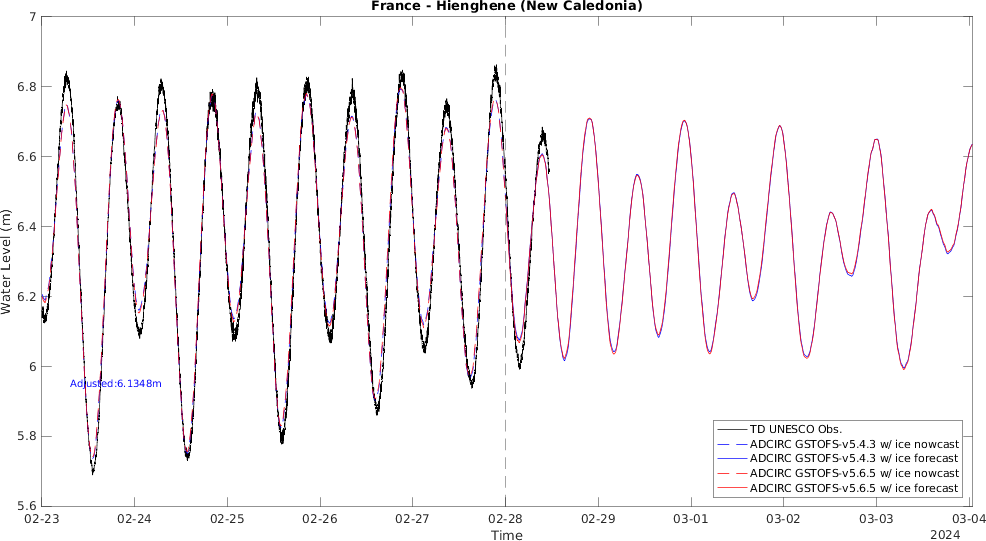 France - Hienghene (New Caledonia)
7
6.8
6.6
6.4
6.2
6
5.8
5.6
Water Level (m)
Adjusted:6.1348m
TD UNESCO Obs.
ADCIRC GSTOFS-v5.4.3 w/ ice nowcast
ADCIRC GSTOFS-v5.4.3 w/ ice forecast
ADCIRC GSTOFS-v5.6.5 w/ ice nowcast
ADCIRC GSTOFS-v5.6.5 w/ ice forecast
02-23 02-24 02-25 02-26 02-27 02-28 02-29 03-01 03-02 03-03 03-04
Time
2024